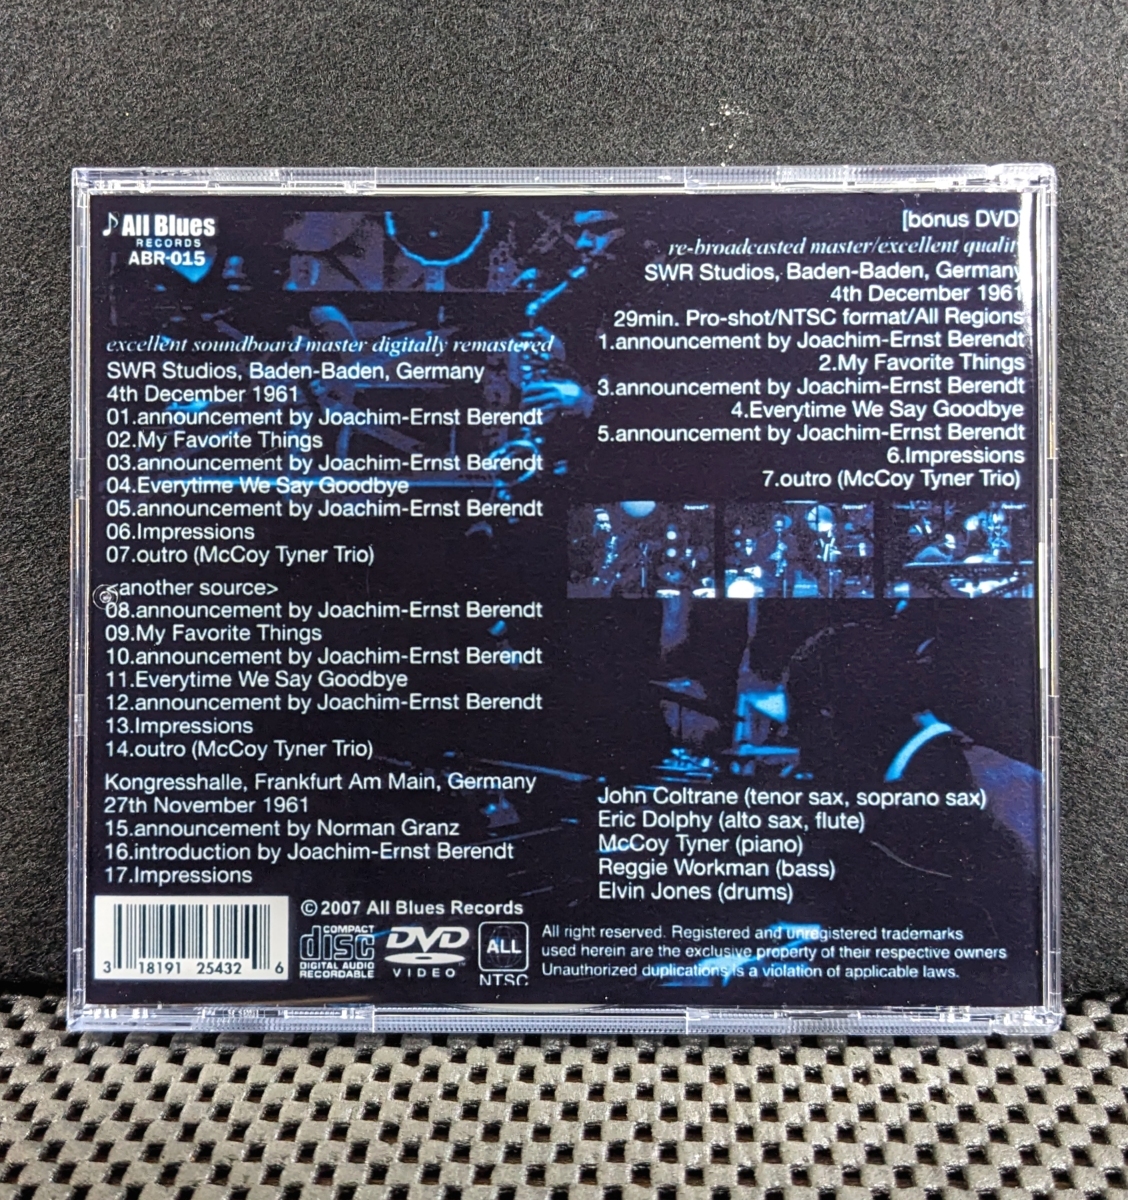 All Blues
RECORDS
ABR-015
excellent soundboard master digitally remastered
SWR Studios, Baden-Baden, Germany
4th December 1961
01.announcement by Joachim-Ernst Berendt
02.My Favorite Things
03.announcement by Joachim-Ernst Berendt
04.Everytime We Say Goodbye
05.announcement by Joachim-Ernst Berendt
06.Impressions
07.outro (McCoy Tyner Trio)
<another source>
08.announcement by Joachim-Ernst Berendt
09.My Favorite Things
10.announcement by Joachim-Ernst Berendt
11.Everytime We Say Goodbye
12.announcement by Joachim-Ernst Berendt
13.Impressions
14.outro (McCoy Tyner Trio)
Kongresshalle, Frankfurt Am Main, Germany
27th November 1961
15.announcement by Norman Granz
16.introduction by Joachim-Ernst Berendt
17.Impressions
[bonus DVD]
re-broadcasted master/excellent quality
SWR Studios, Baden-Baden, Germany
4th December 1961
29min. Pro-shot/NTSC format/All Regions
1.announcement by Joachim-Ernst Berendt
2.My Favorite Things
3.announcement by Joachim-Ernst Berendt
4.Everytime We Say Goodbye
5.announcement by Joachim-Ernst Berendt
6.Impressions
7.outro (McCoy Tyner Trio)
John Coltrane (tenor sax, soprano sax)
Eric Dolphy (alto sax, flute)
McCoy Tyner (piano)
Reggie Workman (bass)
Elvin Jones (drums)
3 18191 25432 6
© 2007 All Blues Records
COMPACT
disc
DIGITAL AUDIO
RECORDABLE
DVD
VIDEO
ALL
NTSC
All right reserved. Registered and unregistered trademarks
used herein are the exclusive property of their respective owners
Unauthorized duplications is a violation of applicable laws.